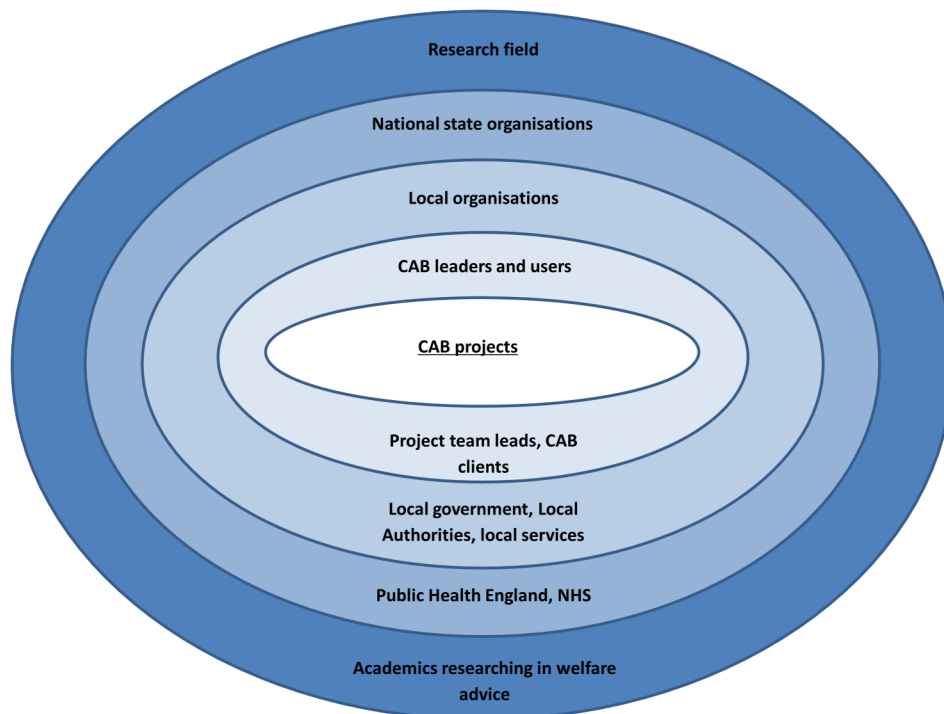 Research field
National state organisations
Local organisations
CAB leaders and users
CAB projects
Project team leads, CAB
clients
Local government, Local
Authorities, local services
Public Health England, NHS
Academics researching in welfare
advice